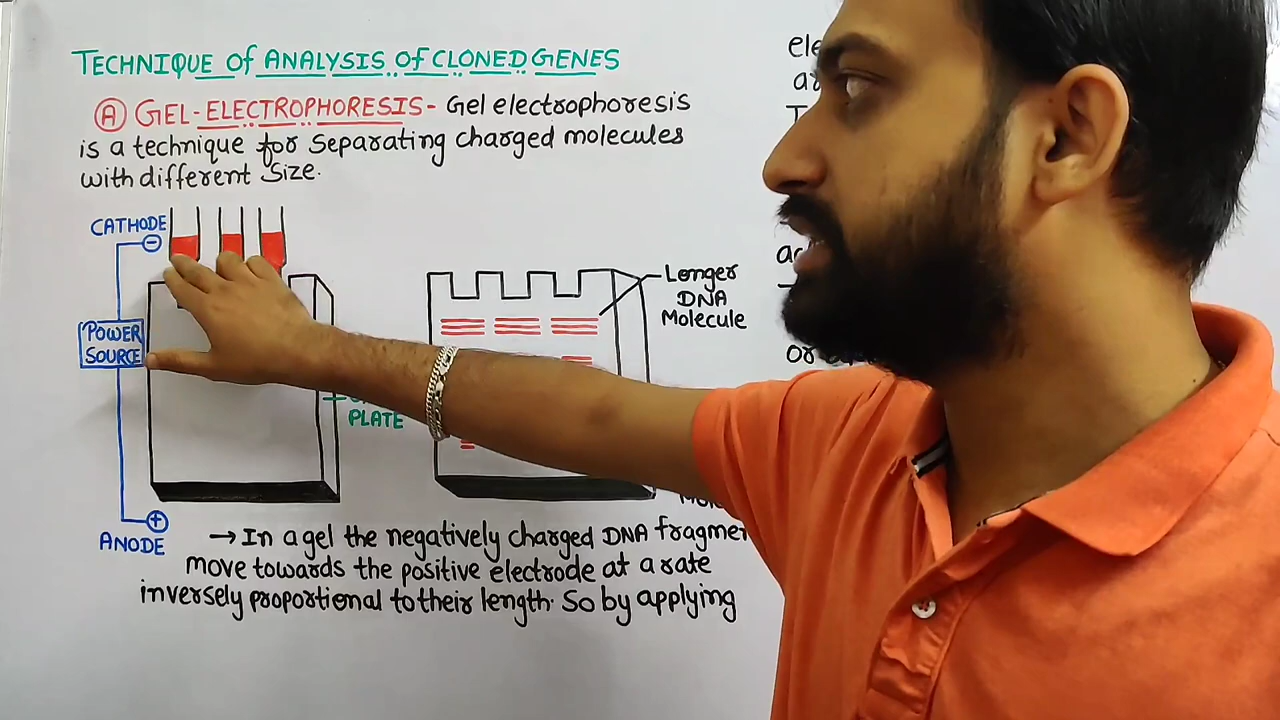 TECHNIQUE of ANALYSIS OF CLONED GENES
Ⓐ GEL-ELECTROPHORESIS- Gel electrophoresis
is a technique for Separating charged molecules
with different Size.
CATHODE
−
POWER
SOURCE
+
ANODE
PLATE
Longer
DNA
Molecule
→ In a gel the negatively charged DNA
move towards the positive electrode at a rate
inversely proportional to their length. So by applying
or